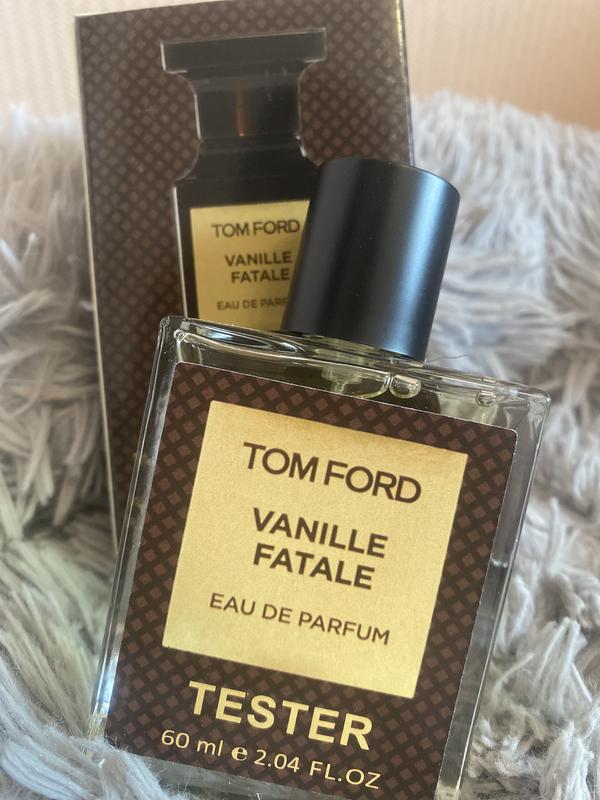 TOM FORD
VANILLE
FATALE
EAU DE PARF
TOM FORD
VANILLE
FATALE
EAU DE PARFUM
TESTER
60 ml ℮ 2.04 FL.OZ